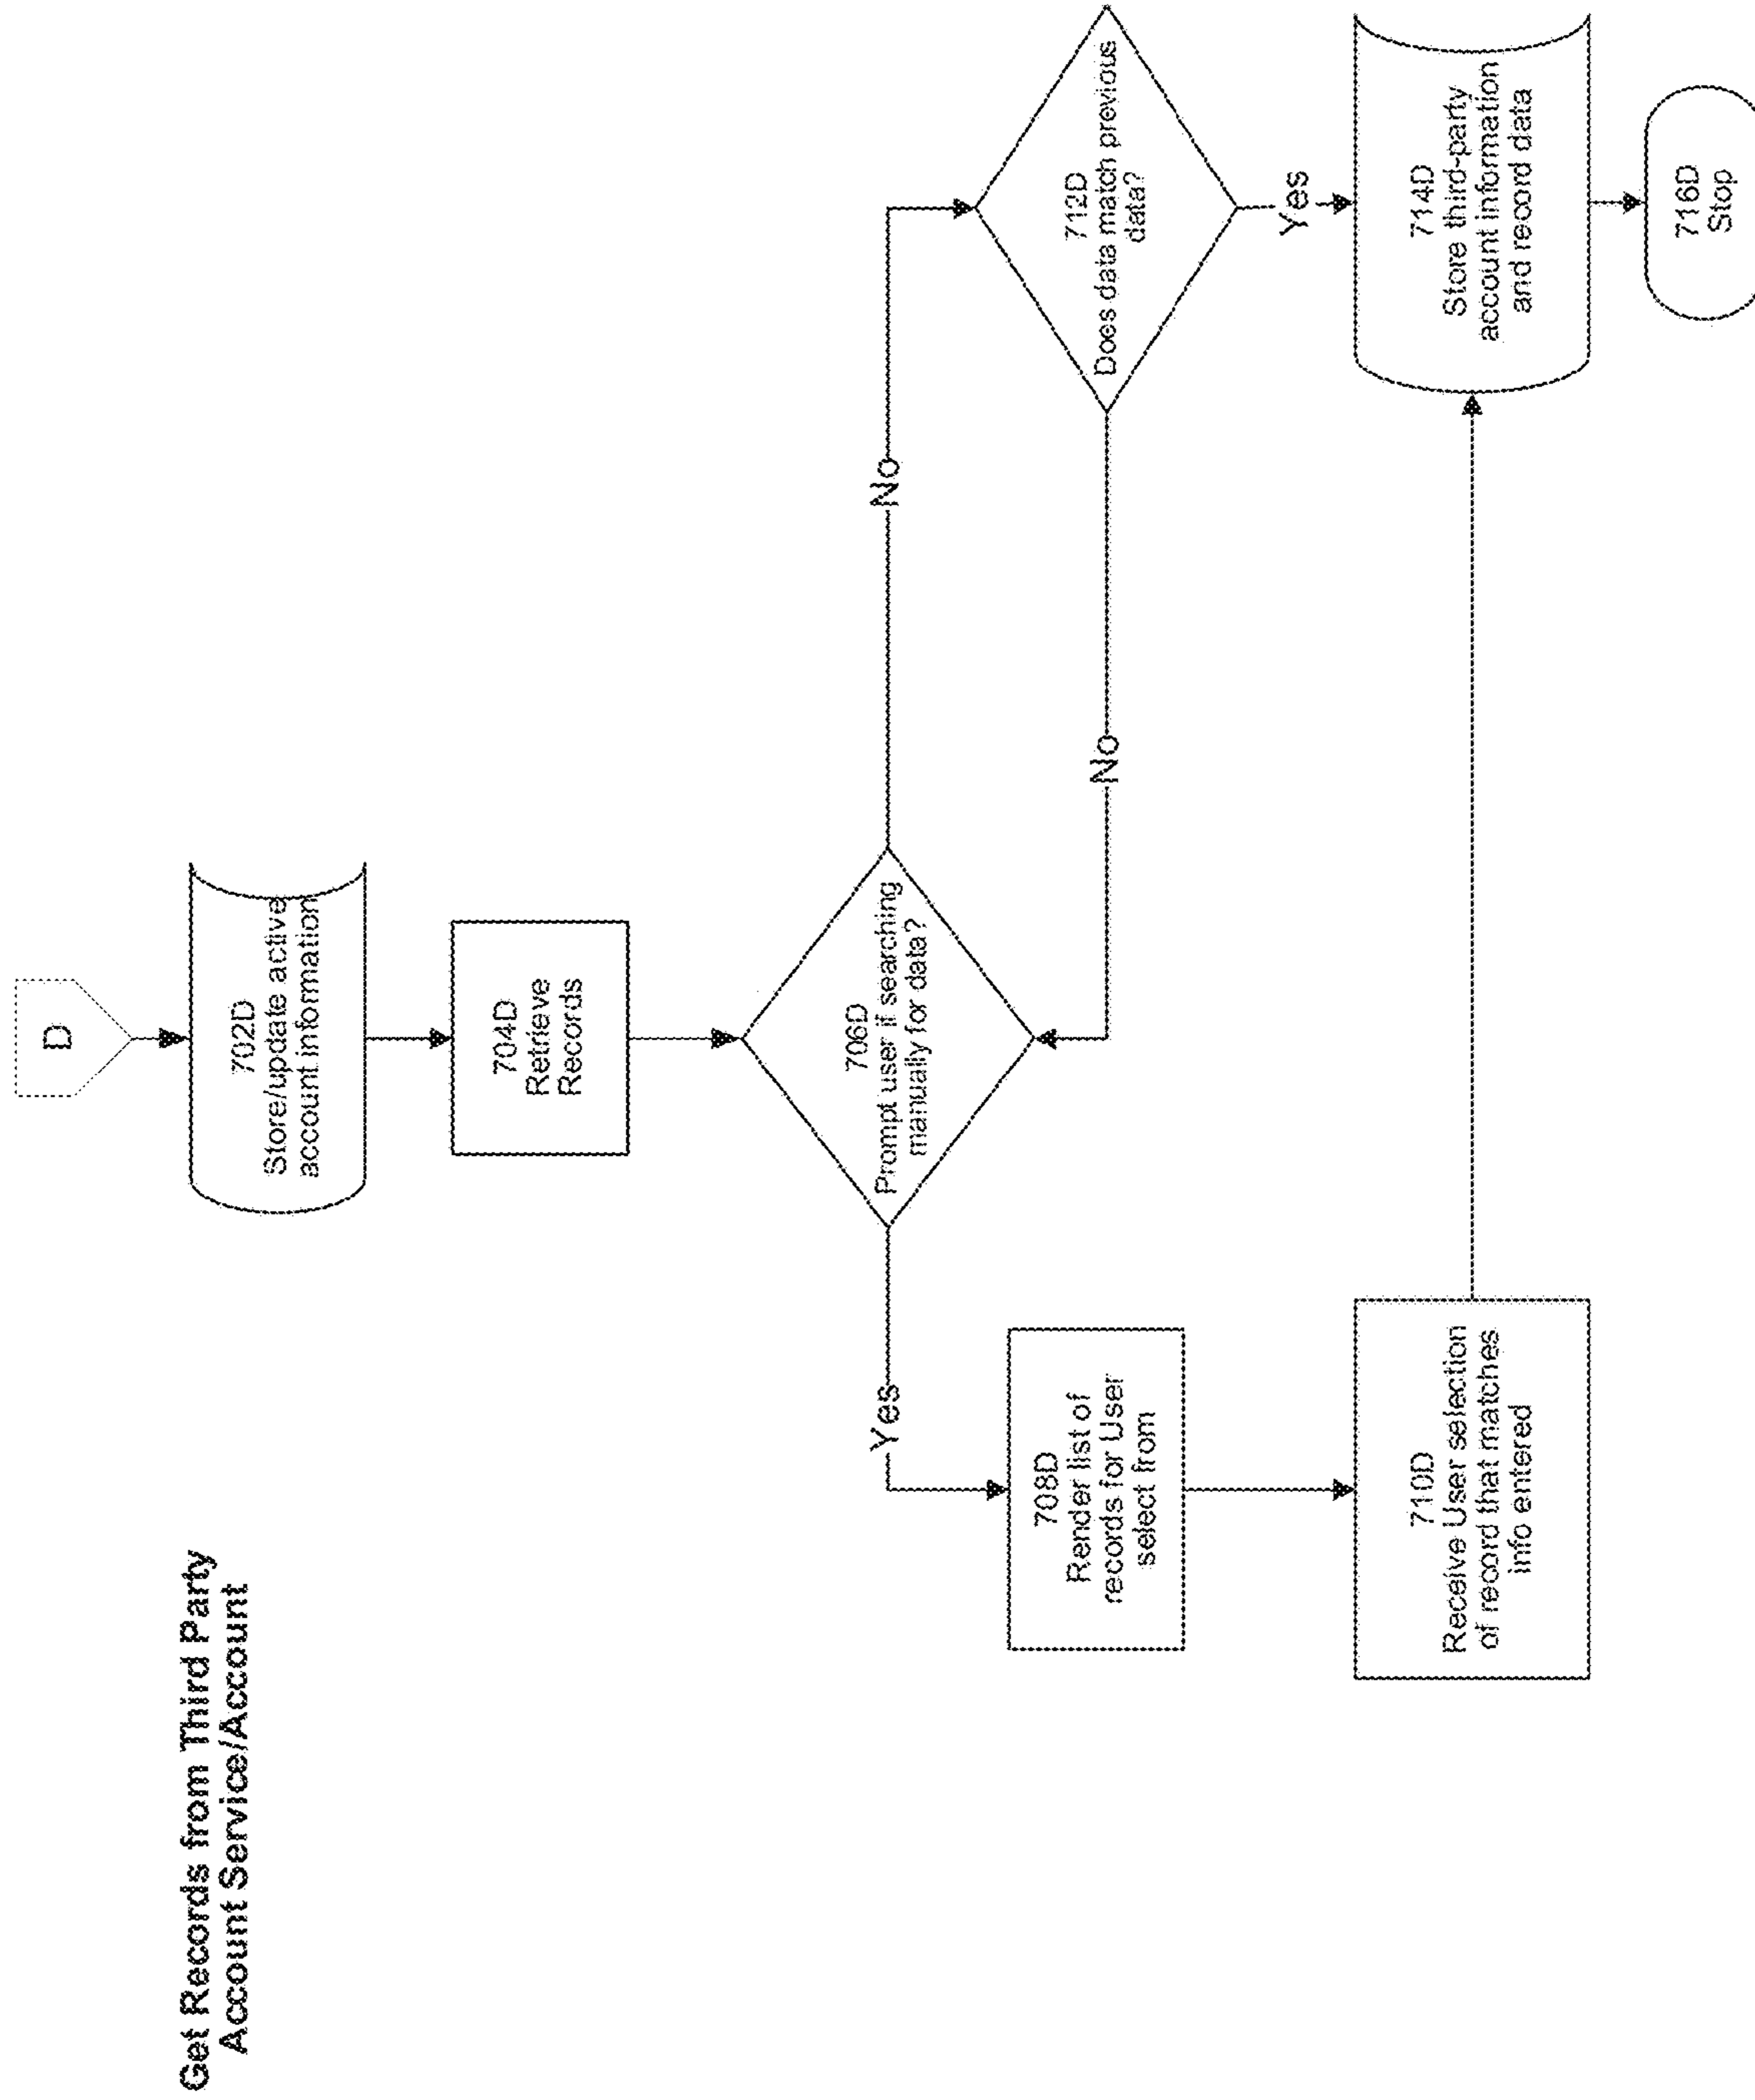 Get Records from Third Party
Account Service/Account
D
702D
Store/update active
account information
704D
Retrieve
Records
706D
Prompt user if searching
manually for data?
Yes
No
708D
Render list of
records for User
select from
No
712D
Does data match previous
data?
Yes
710D
Receive User selection
of record that matches
info entered
714D
Store third-party
account information
and record data
716D
Stop